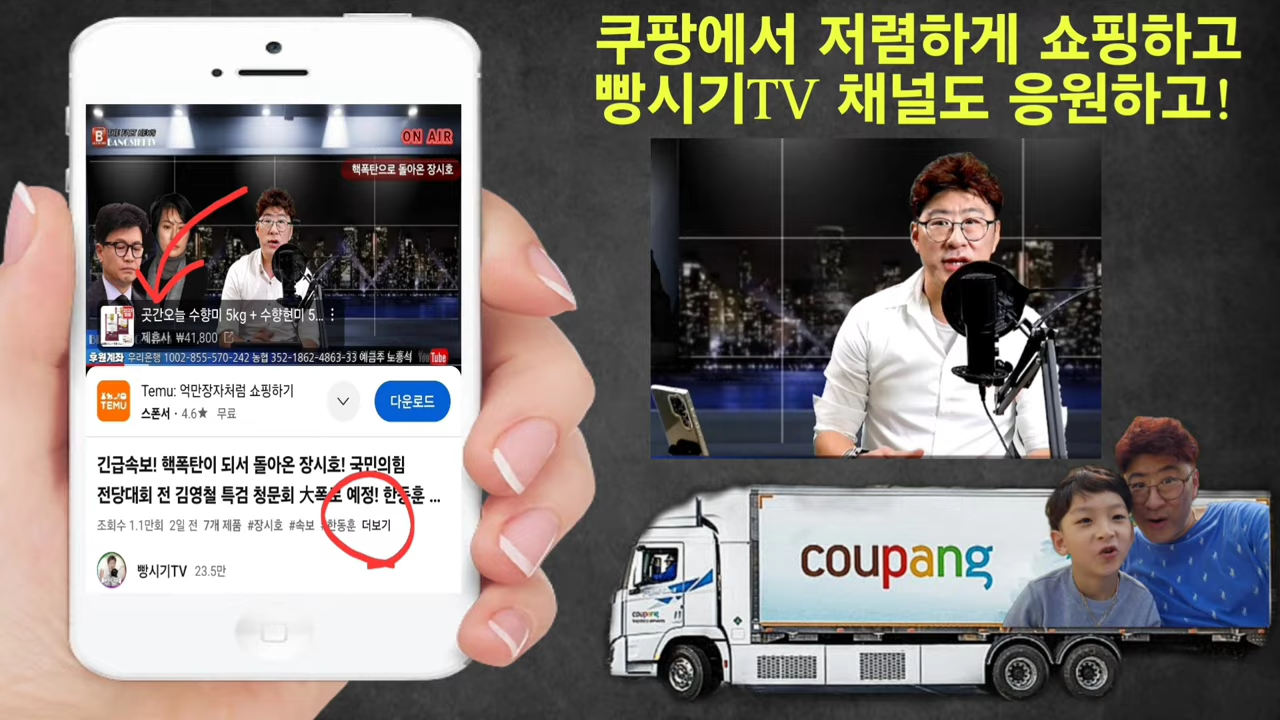 쿠팡에서 저렴하게 쇼핑하고
빵시기TV 채널도 응원하고!
THE FACT NEWS
BANGSIKITV
ON AIR
핵폭탄으로 돌아온 장시호
곳간오늘 수향미 5kg + 수향현미 5...
제휴사 ₩41,800
후원계좌 우리은행 1002-855-570-242 농협 352-1862-4863-33 예금주 노흥석 YouTube
TEMU
Temu: 억만장자처럼 쇼핑하기
스폰서 · 4.6★ 무료
다운로드
긴급속보! 핵폭탄이 되서 돌아온 장시호! 국민의힘
전당대회 전 김영철 특검 청문회 大폭로 예정! 한동훈 ...
조회수 1.1만회 2일 전 7개 제품 #장시호 #속보 #한동훈 더보기
빵시기TV 23.5만
coupang
coupang